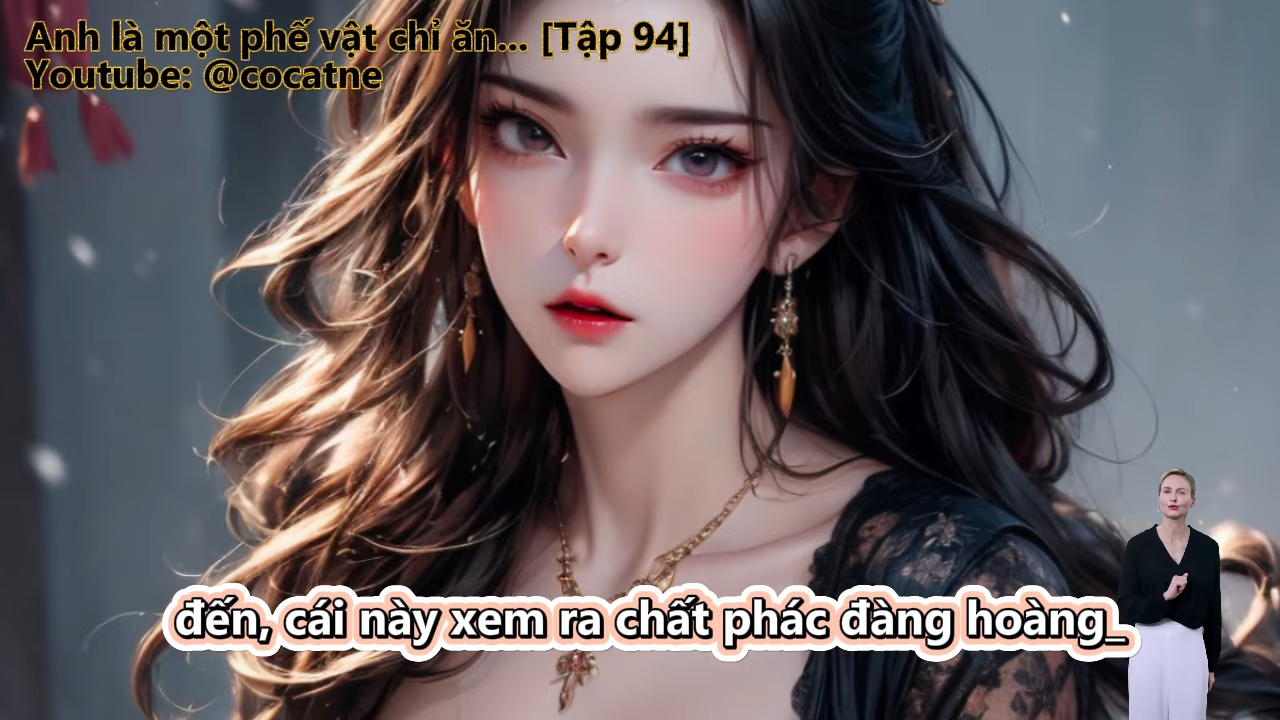 Anh là một phế vật chỉ ăn... [Tập 94]
Youtube: @cocatne
đến, cái này xem ra chất phác đàng hoàng_